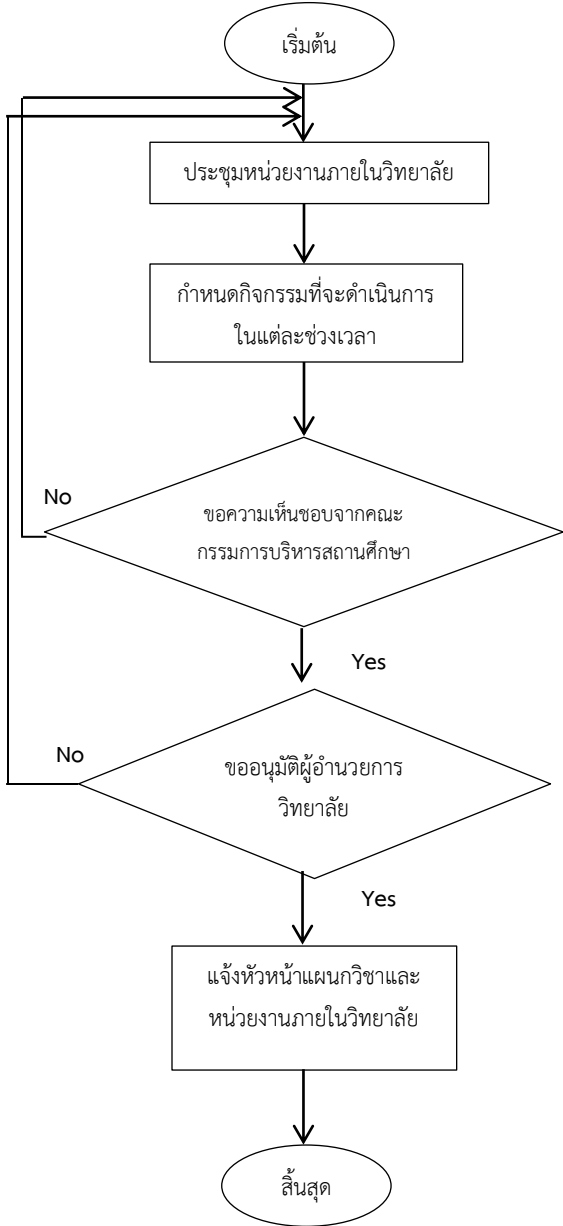 เริ่มต้น
ประชุมหน่วยงานภายในวิทยาลัย
กำหนดกิจกรรมที่จะดำเนินการ
ในแต่ละช่วงเวลา
No
ขอความเห็นชอบจากคณะ
กรรมการบริหารสถานศึกษา
Yes
No
ขออนุมัติผู้อำนวยการ
วิทยาลัย
Yes
แจ้งหัวหน้าแผนกวิชาและ
หน่วยงานภายในวิทยาลัย
สิ้นสุด